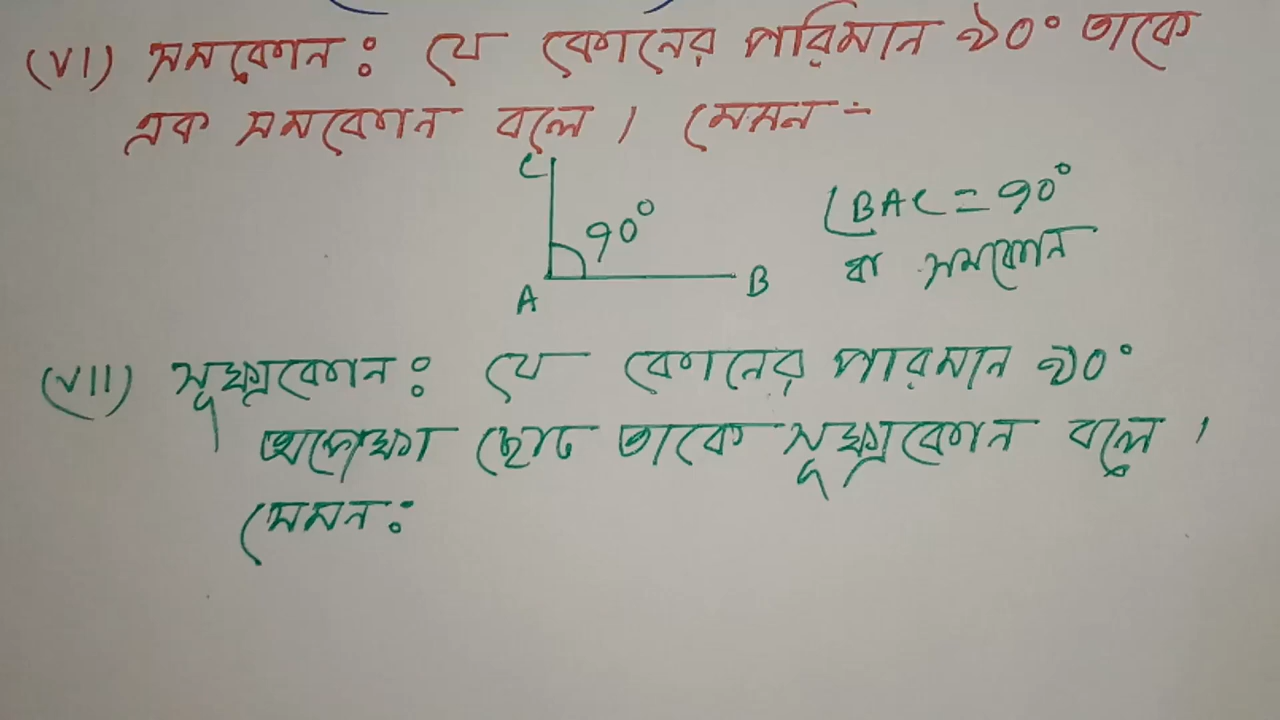 (VI) সমকোন : যে কোনের পরিমান ৯০° তাকে
এক সমকোন বলে। যেমন -
C
90°
A
B
∠BAC = 90°
বা সমকোন
(VII) সূক্ষ্মকোন : যে কোনের পরিমান ৯০°
অপেক্ষা ছোট তাকে সূক্ষ্মকোন বলে।
যেমন :